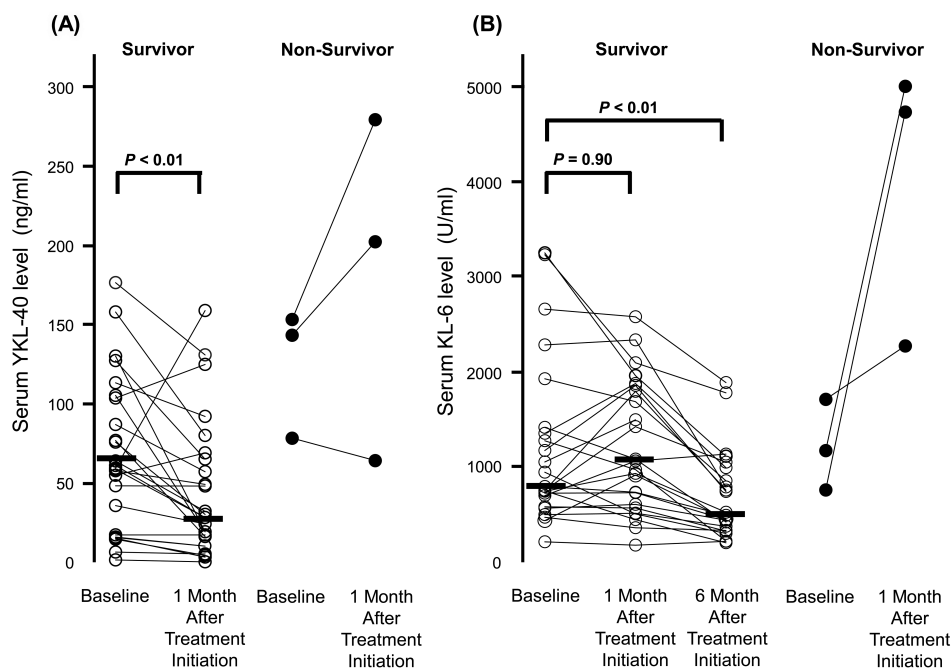 (A)
Survivor
Non-Survivor
Serum YKL-40 level (ng/ml)
300
250
200
150
100
50
0
P < 0.01
Baseline
1 Month
After
Treatment
Initiation
Baseline
1 Month
After
Treatment
Initiation
(B)
Survivor
Non-Survivor
Serum KL-6 level (U/ml)
5000
4000
3000
2000
1000
0
P < 0.01
P = 0.90
Baseline
1 Month
After
Treatment
Initiation
6 Month
After
Treatment
Initiation
Baseline
1 Month
After
Treatment
Initiation